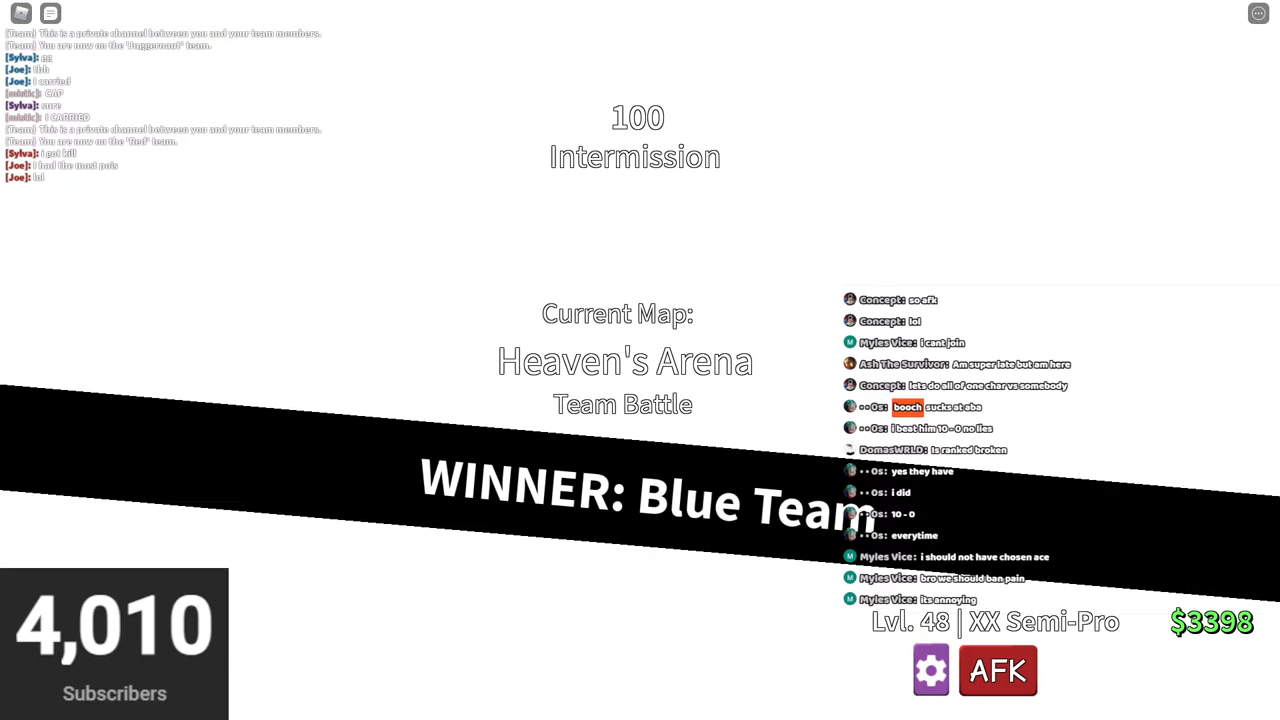 (Team) This is a private channel between you and your team members.
(Team) You are now on the 'Juggernaut' team.
[Sylva]: gg
[Joe]: tbh
[Joe]: I carried
[mistic]: CAP
[Sylva]: sure
[mistic]: I CARRIED
(Team) This is a private channel between you and your team members.
(Team) You are now on the 'Red' team.
[Sylva]: i got kill
[Joe]: I had the most pois
[Joe]: lol
100
Intermission
Current Map:
Heaven's Arena
Team Battle
WINNER: Blue Team
Concept: so afk
Concept: lol
M Myles Vice: i cant join
Ash The Survivor: Am super late but am here
Concept: lets do all of one char vs somebody
••Os: booch sucks at aba
••Os: i beat him 10-0 no lies
DomasWRLD: Is ranked broken
••Os: yes they have
••Os: i did
••Os: 10 - 0
••Os: everytime
M Myles Vice: i should not have chosen ace
M Myles Vice: bro we should ban pain
M Myles Vice: its annoying
Lvl. 48 | XX Semi-Pro
$3398
AFK
4,010
Subscribers